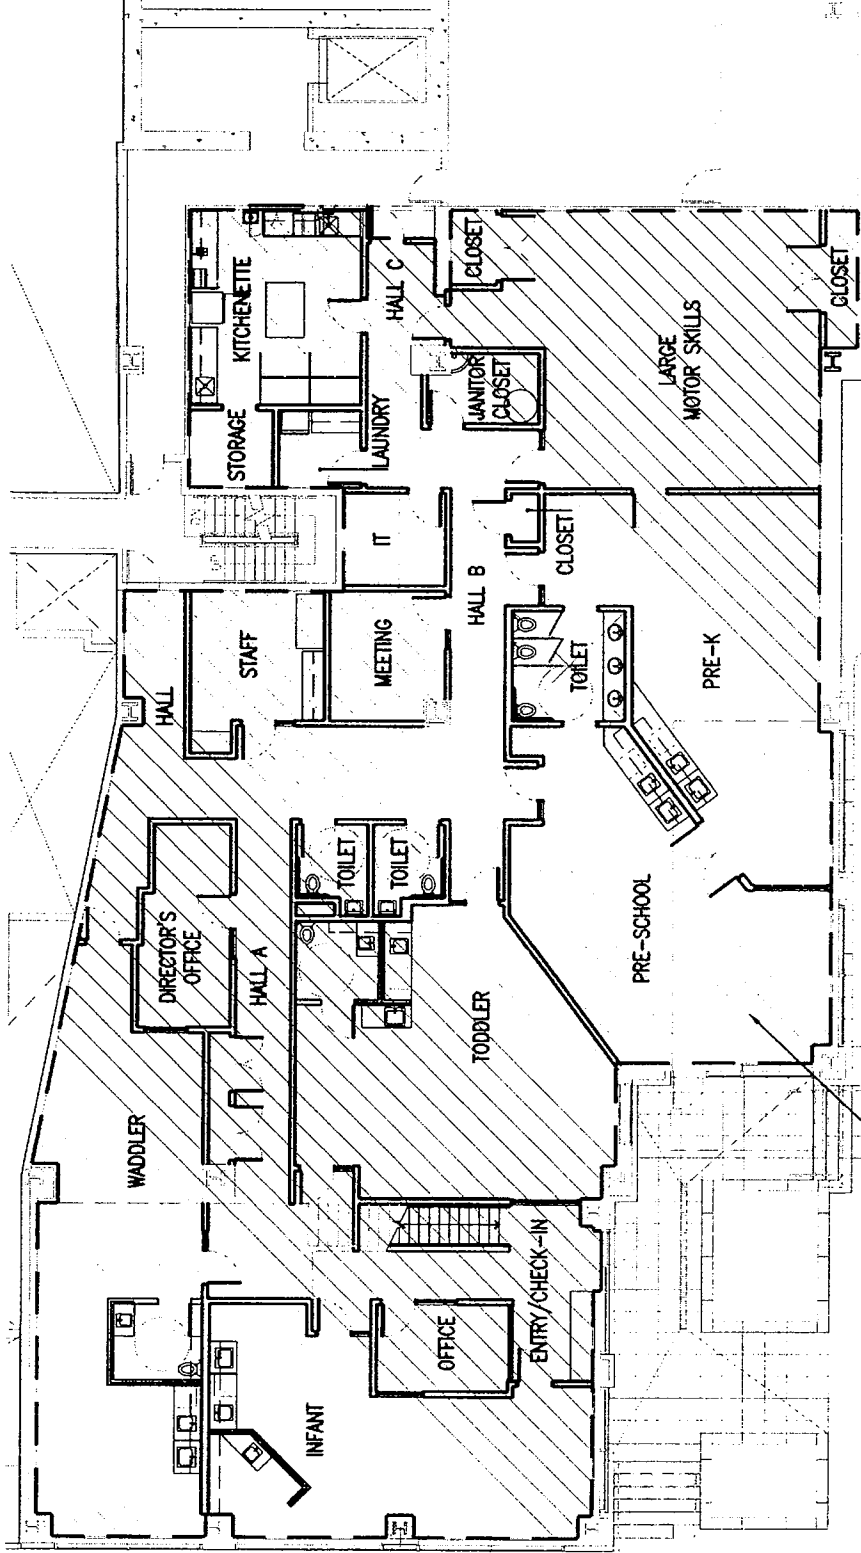 KITCHENETTE
STORAGE
LAUNDRY
HALL C
CLOSET
CLOSET
JANITOR
CLOSET
LARGE
MOTOR SKILLS
IT
HALL B
CLOSET
STAFF
MEETING
HALL
TOILET
PRE-K
DIRECTOR'S
OFFICE
HALL A
TOILET
TOILET
PRE-SCHOOL
TODDLER
WADDLER
ENTRY/CHECK-IN
OFFICE
INFANT